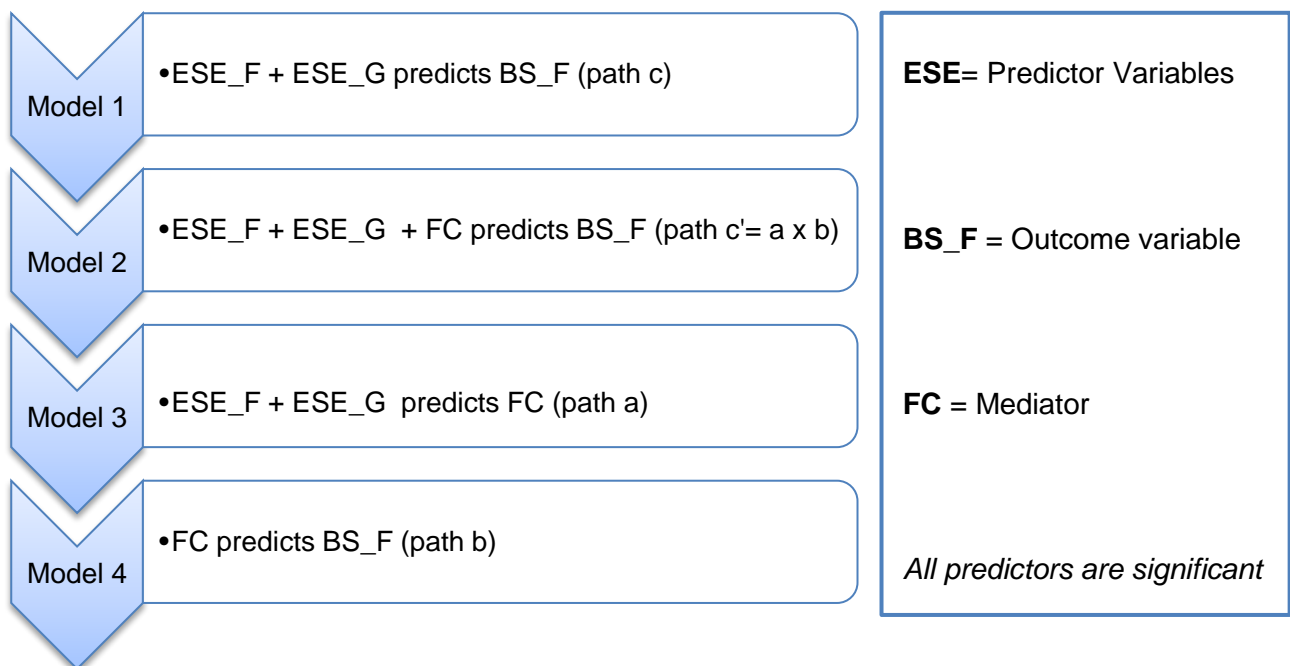 Model 1
•ESE_F + ESE_G predicts BS_F (path c)
Model 2
•ESE_F + ESE_G + FC predicts BS_F (path c'= a x b)
Model 3
•ESE_F + ESE_G predicts FC (path a)
Model 4
•FC predicts BS_F (path b)
ESE= Predictor Variables
BS_F = Outcome variable
FC = Mediator
All predictors are significant